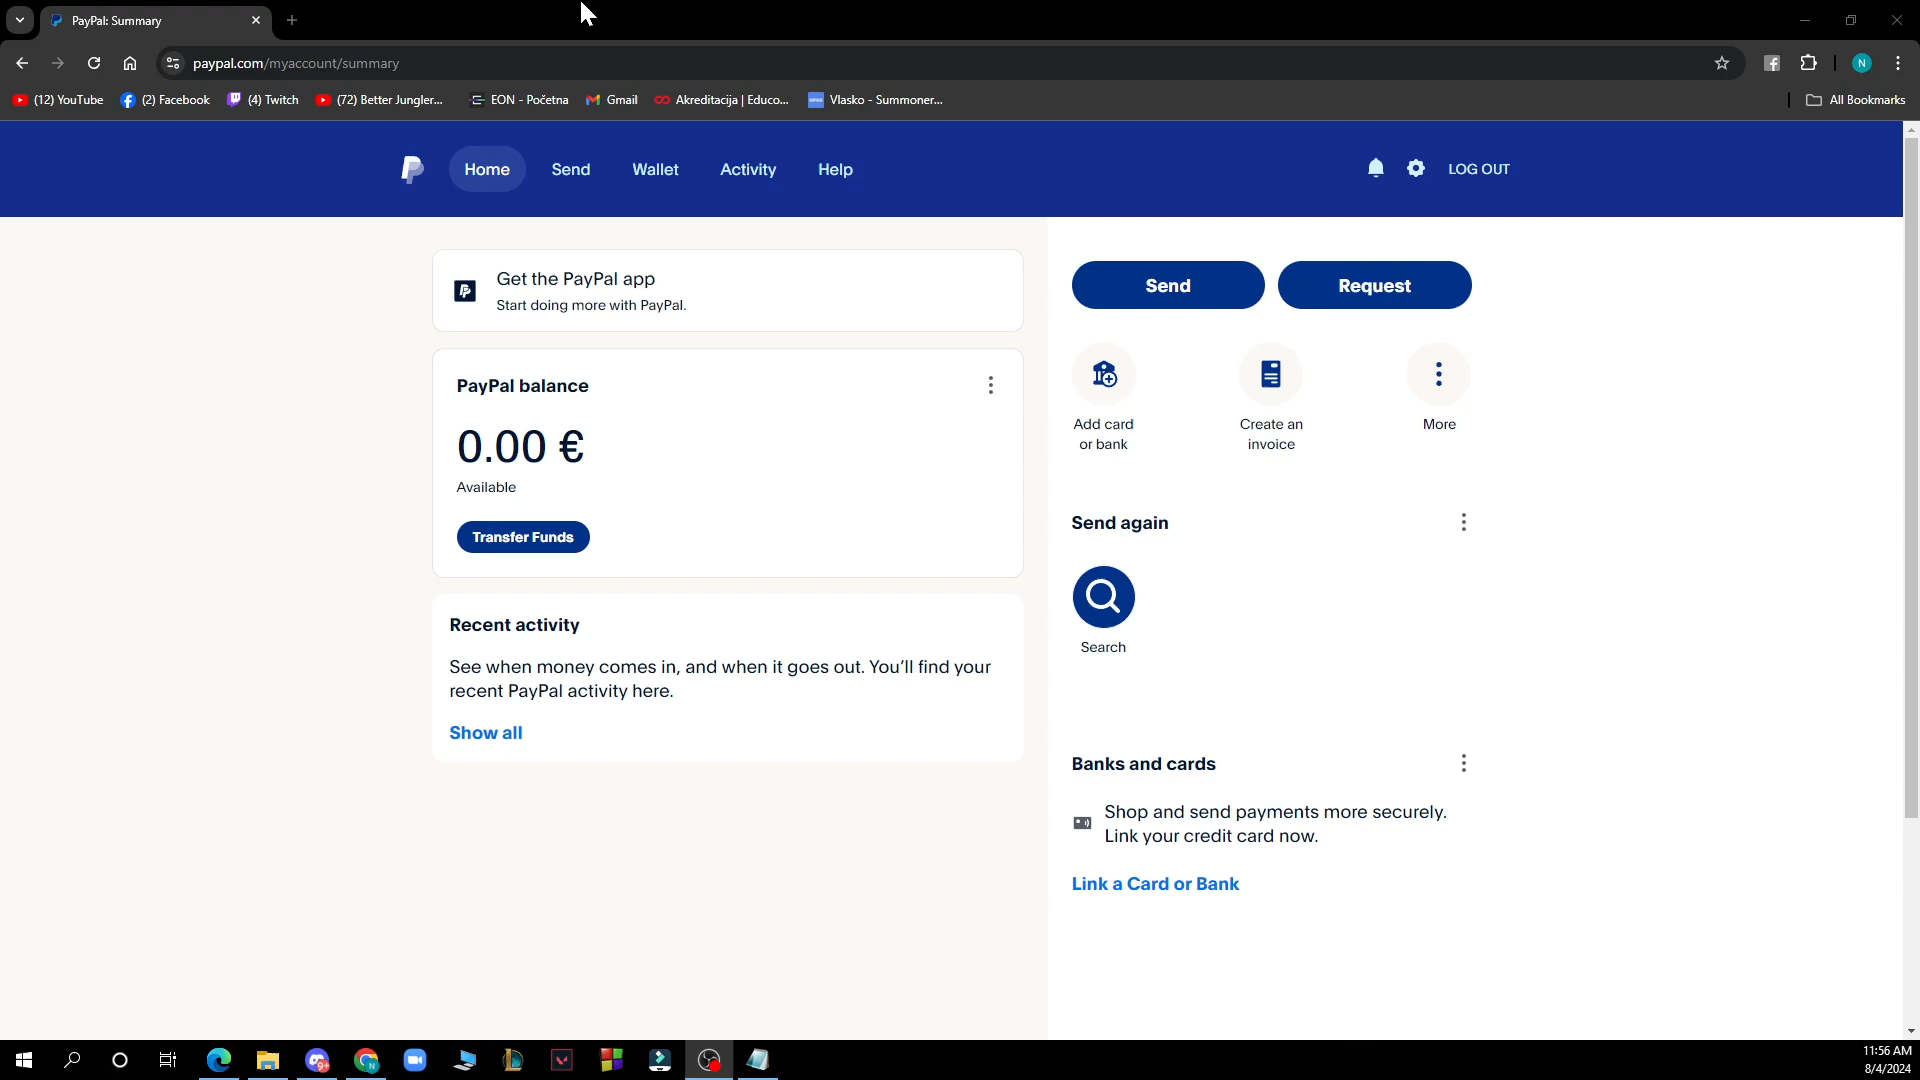 PayPal: Summary
paypal.com/myaccount/summary
(12) YouTube
(2) Facebook
(4) Twitch
(72) Better Jungler...
EON - Početna
Gmail
Akreditacija | Educo...
Vlasko - Summoner...
All Bookmarks
N
Home
Send
Wallet
Activity
Help
LOG OUT
Get the PayPal app
Start doing more with PayPal.
PayPal balance
0.00 €
Available
Transfer Funds
Recent activity
See when money comes in, and when it goes out. You'll find your
recent PayPal activity here.
Show all
Send
Request
Add card
or bank
Create an
invoice
More
Send again
Search
Banks and cards
Shop and send payments more securely.
Link your credit card now.
Link a Card or Bank
11:56 AM
8/4/2024